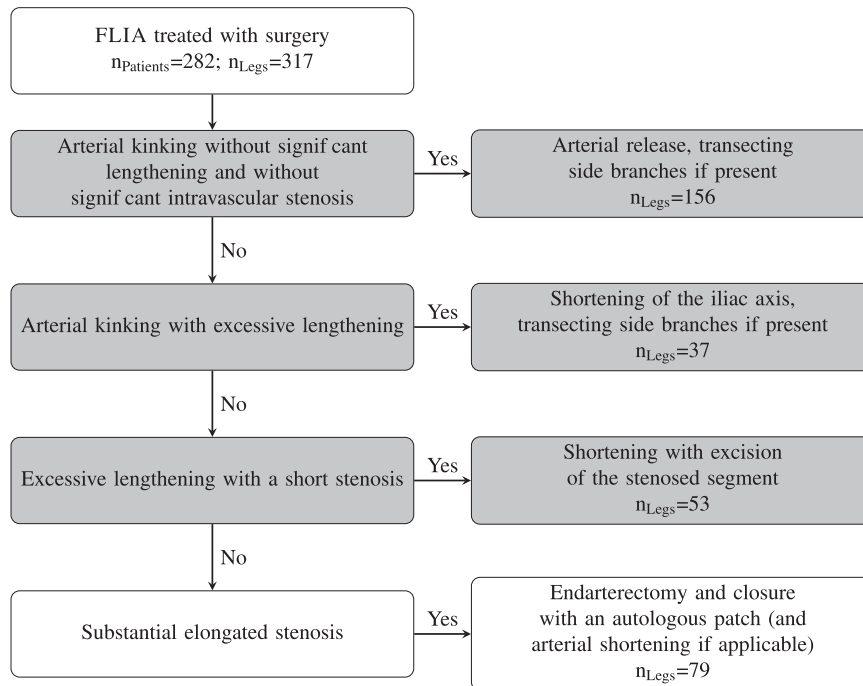 FLIA treated with surgery
nPatients=282; nLegs=317
Arterial kinking without signif cant
lengthening and without
signif cant intravascular stenosis
Yes
Arterial release, transecting
side branches if present
nLegs=156
No
Arterial kinking with excessive lengthening
Yes
Shortening of the iliac axis,
transecting side branches if present
nLegs=37
No
Excessive lengthening with a short stenosis
Yes
Shortening with excision
of the stenosed segment
nLegs=53
No
Substantial elongated stenosis
Yes
Endarterectomy and closure
with an autologous patch (and
arterial shortening if applicable)
nLegs=79